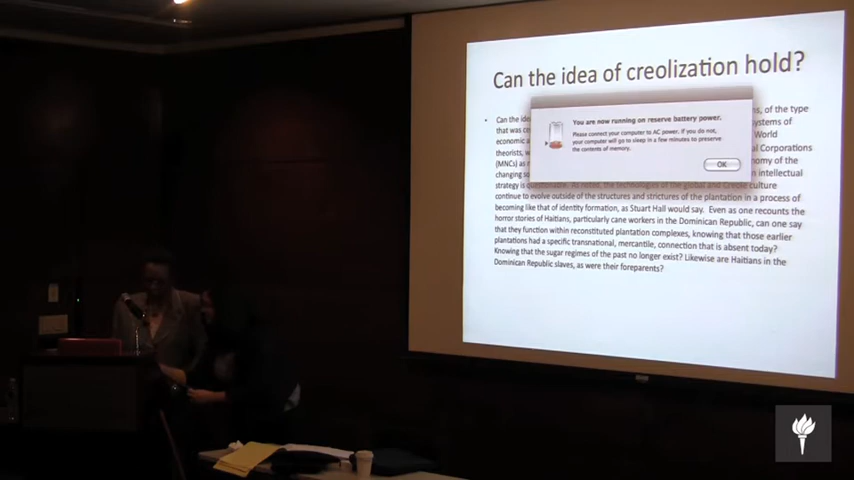 Can the idea of creolization hold?
• Can the ide ns, of the type
that was cr ystems of
economic a World
theorists, w al Corporations
(MNCs) as nomy of the
changing so n intellectual
strategy is culture
continue to evolve outside of the structures and strictures of the plantation in a process of
becoming like that of identity formation, as Stuart Hall would say. Even as one recounts the
horror stories of Haitians, particularly cane workers in the Dominican Republic, can one say
that they function within reconstituted plantation complexes, knowing that those earlier
plantations had a specific transnational, mercantile, connection that is absent today?
Knowing that the sugar regimes of the past no longer exist? Likewise are Haitians in the
Dominican Republic slaves, as were their foreparents?
You are now running on reserve battery power.
Please connect your computer to AC power. If you do not,
your computer will go to sleep in a few minutes to preserve
the contents of memory.
OK